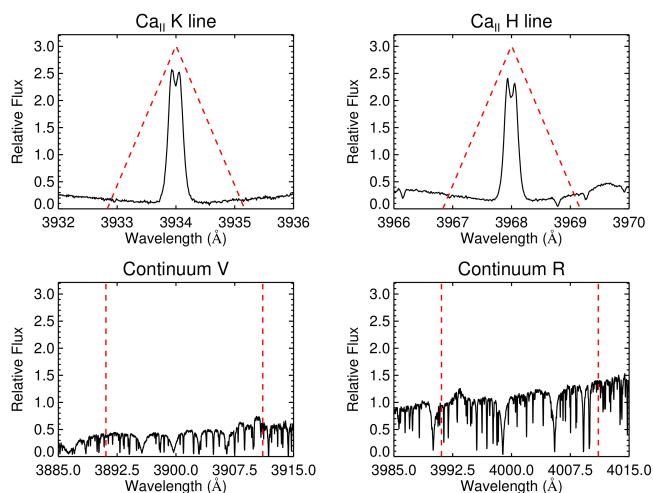 Ca_II K line
Relative Flux
3.0
2.5
2.0
1.5
1.0
0.5
0.0
3932 3933 3934 3935 3936
Wavelength (Å)
Ca_II H line
Relative Flux
3.0
2.5
2.0
1.5
1.0
0.5
0.0
3966 3967 3968 3969 3970
Wavelength (Å)
Continuum V
Relative Flux
3.0
2.5
2.0
1.5
1.0
0.5
0.0
3885.0 3892.5 3900.0 3907.5 3915.0
Wavelength (Å)
Continuum R
Relative Flux
3.0
2.5
2.0
1.5
1.0
0.5
0.0
3985.0 3992.5 4000.0 4007.5 4015.0
Wavelength (Å)